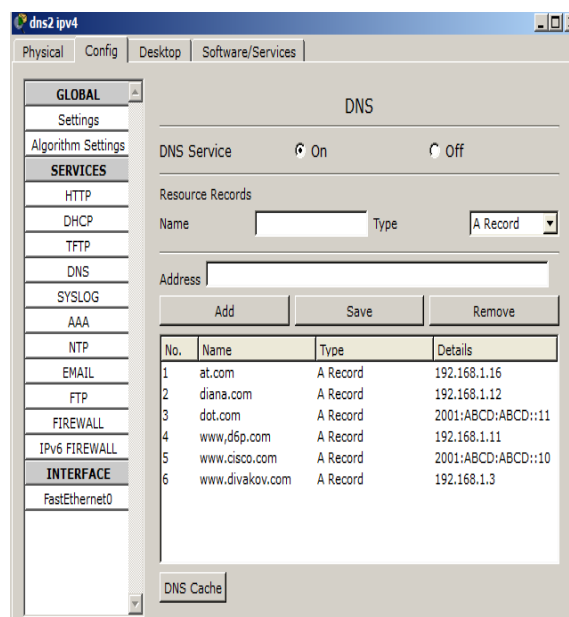 dns2 ipv4
Physical Config Desktop Software/Services
GLOBAL
Settings
Algorithm Settings
SERVICES
HTTP
DHCP
TFTP
DNS
SYSLOG
AAA
NTP
EMAIL
FTP
FIREWALL
IPv6 FIREWALL
INTERFACE
FastEthernet0
DNS
DNS Service On Off
Resource Records
Name Type A Record
Address
Add Save Remove
No. Name Type Details
1 at.com A Record 192.168.1.16
2 diana.com A Record 192.168.1.12
3 dot.com A Record 2001:ABCD:ABCD::11
4 www,d6p.com A Record 192.168.1.11
5 www.cisco.com A Record 2001:ABCD:ABCD::10
6 www.divakov.com A Record 192.168.1.3
DNS Cache